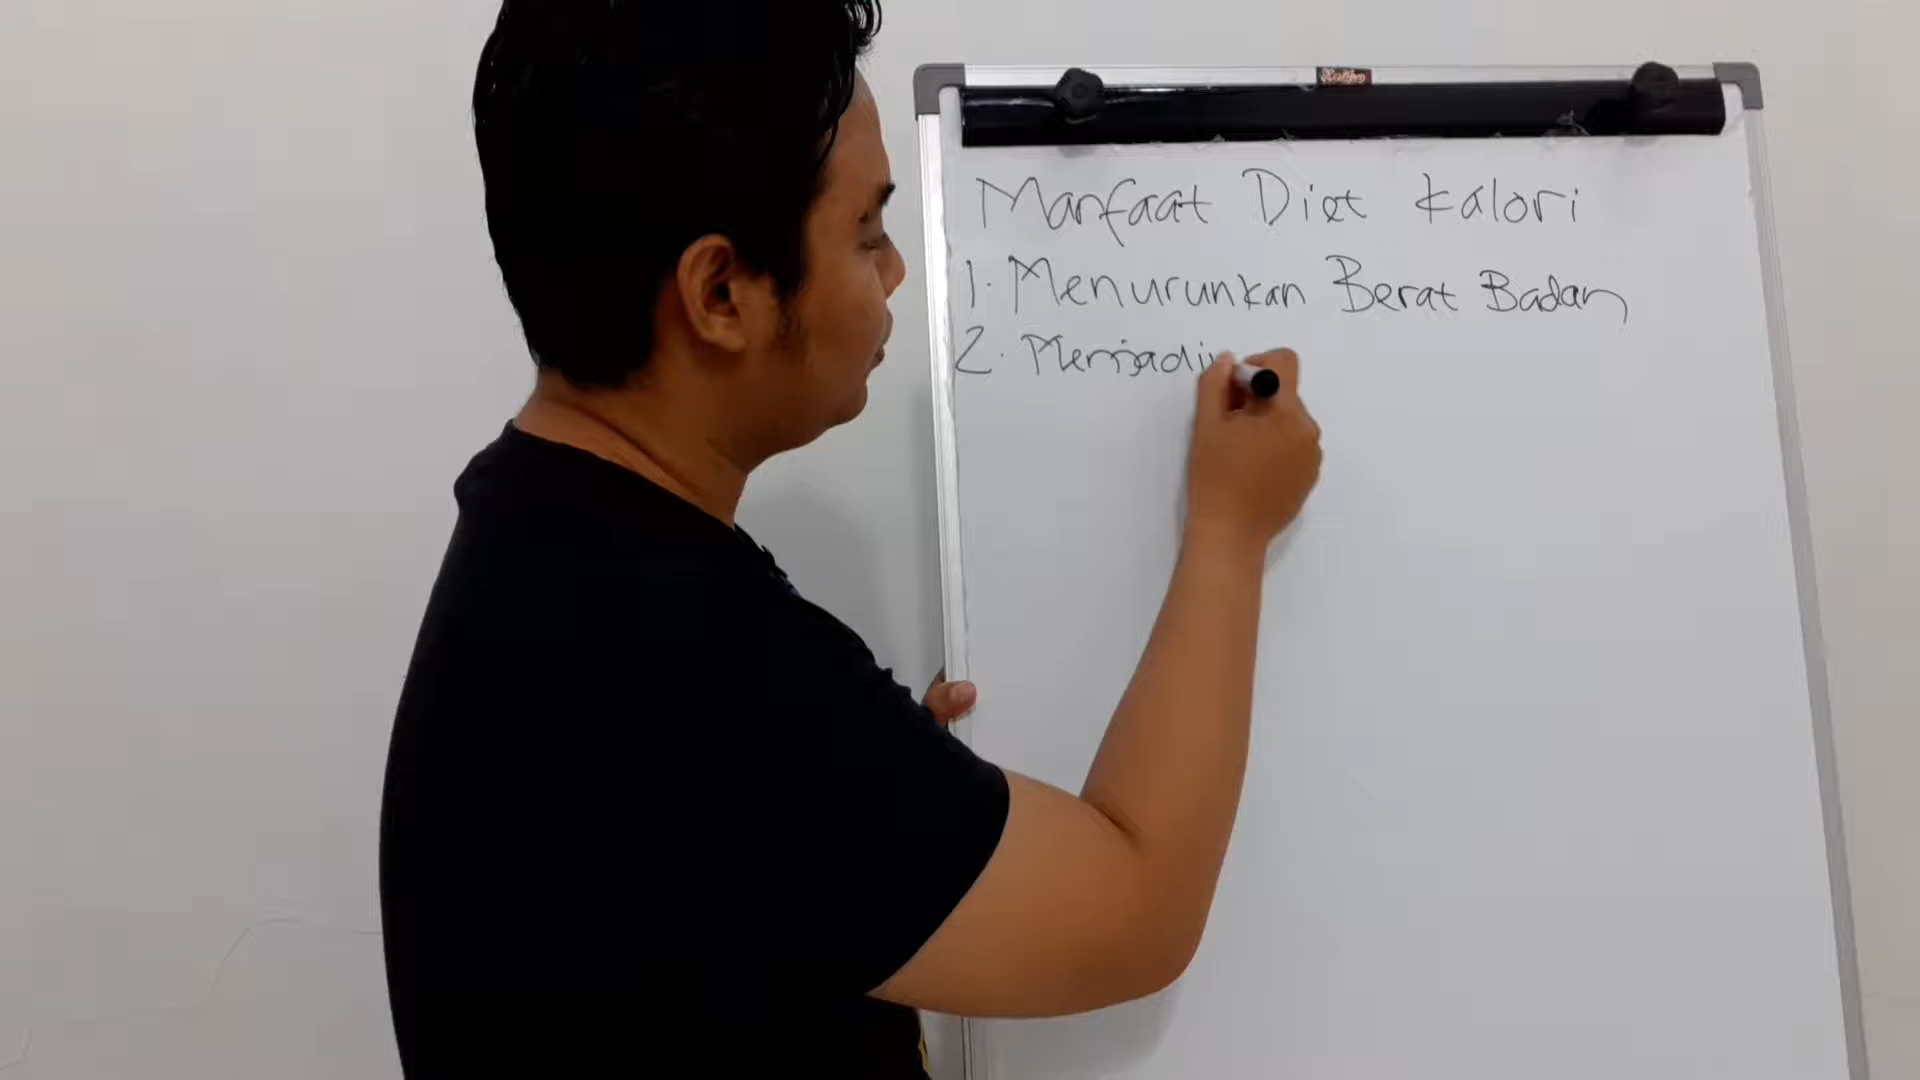 Manfaat Diet Kalori
1. Menurunkan Berat Badan
2. Menjadi